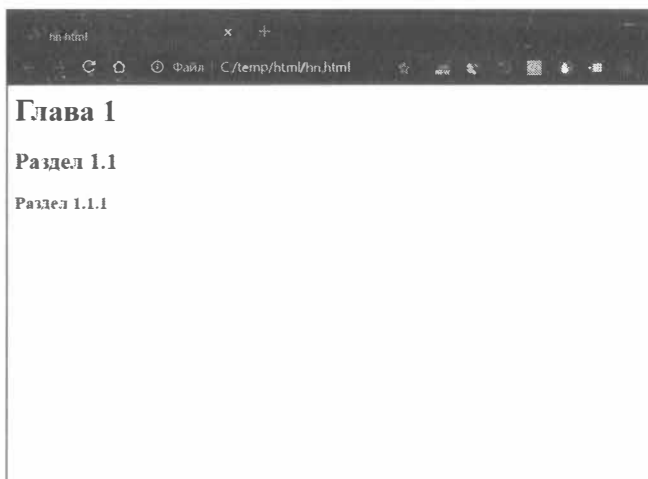 hn.html
Файл C:/temp/html/hn.html
Глава 1
Раздел 1.1
Раздел 1.1.1